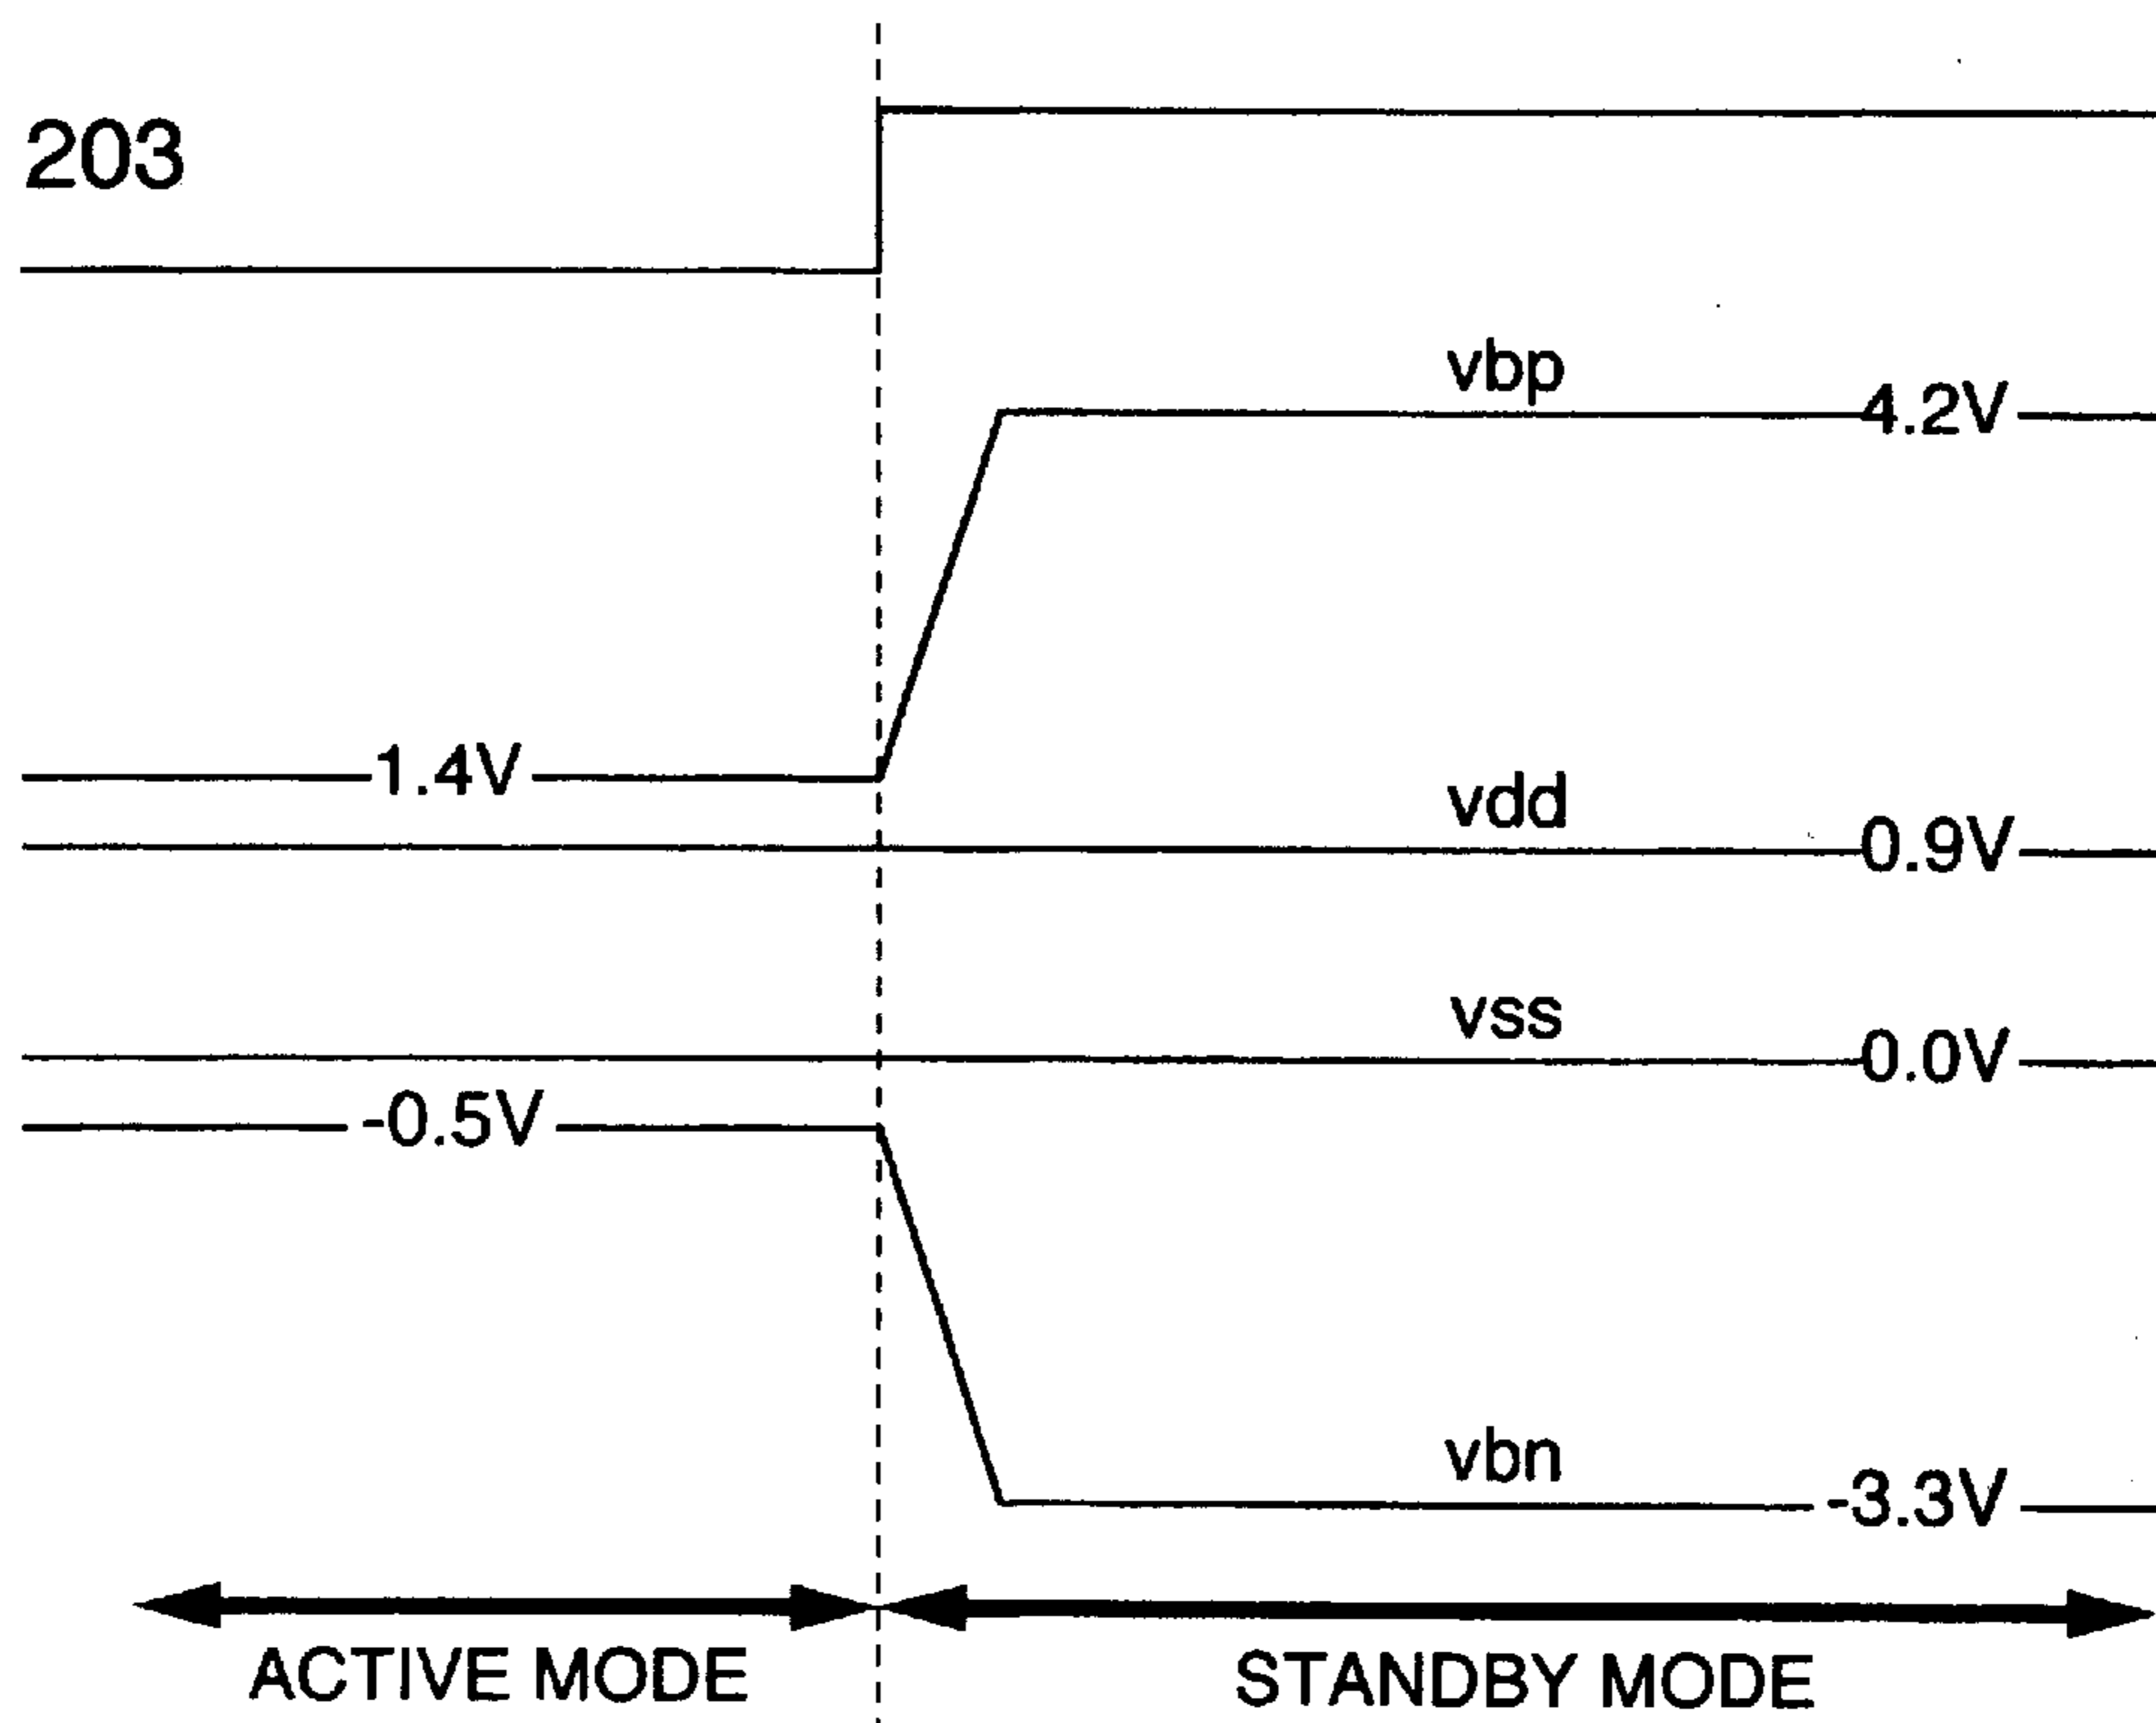 203
vbp
4.2V
1.4V
vdd
0.9V
vss
0.0V
-0.5V
vbn
-3.3V
ACTIVE MODE
STANDBY MODE